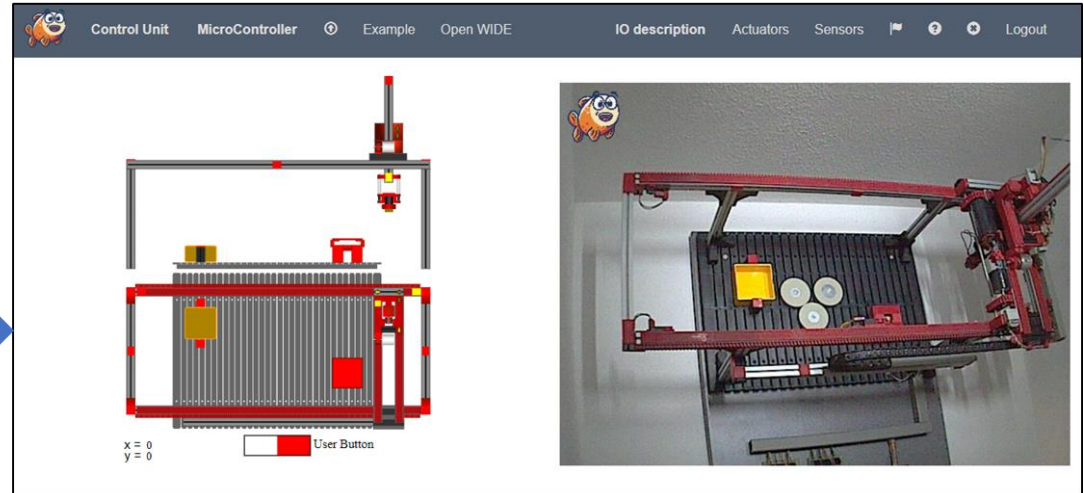 Control Unit MicroController Example Open WIDE IO description Actuators Sensors Logout
x = 0
y = 0
User Button